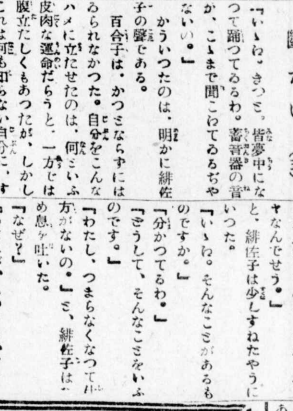 『いゝわ。きつと。皆夢中にな
つて踊つてるわ。蓄音器の音
か、こゝまで聞こわてるぢや
ないの。』
かういつたのは、明かに緋佐
子の聲である。
百合子は、かつとならずには
ゐられなかつた。自分をこんな
ハメに立たせたのは、何といふ
皮肉な運命だらうと、一方では
腹立たしくもあつたが、しかし
これは何も知らない自分に、す
ヤなんでせう。』
と、緋佐子は少しすねたやうに
いつた。
『いゝわ。そんなことがあるも
のですか。』
『分かつてるわ。』
『どうして、そんなことをいふ
のです。』
『わたし、つまらなくなつて
方がないの。』と、緋佐子は
め息を吐いた。
『なぜ?』